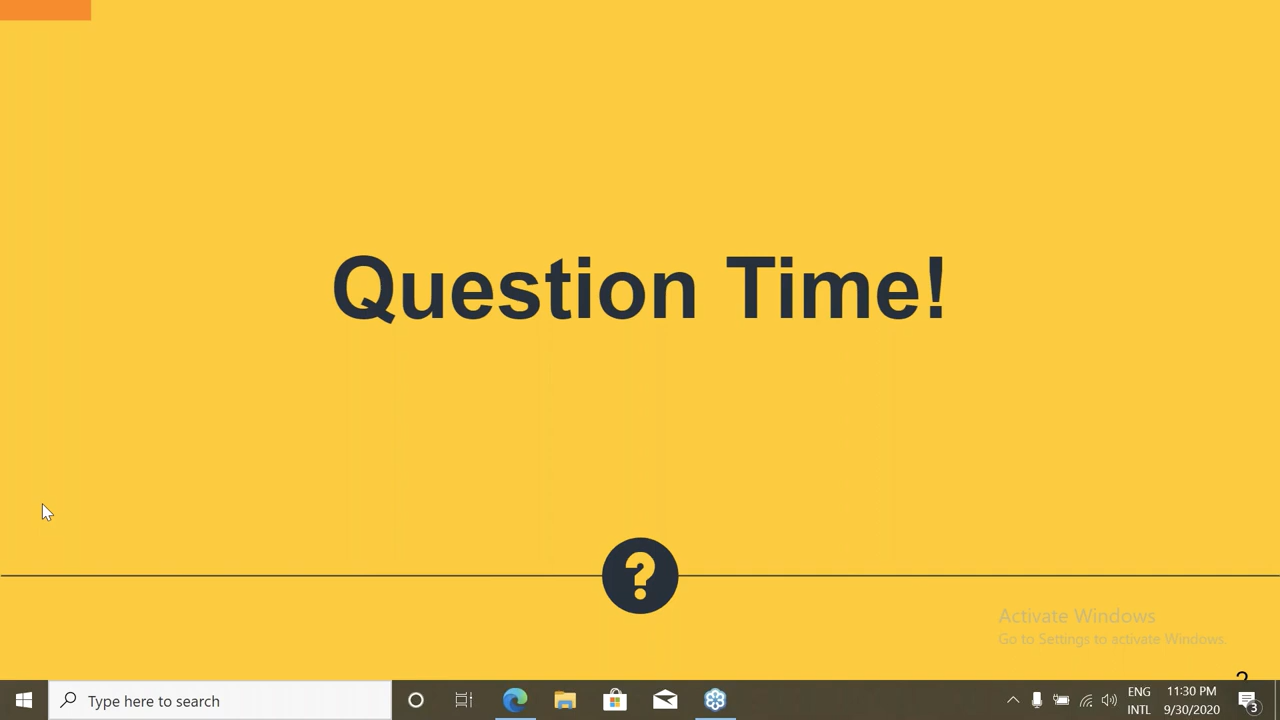 Question Time!
?
Activate Windows
Go to Settings to activate Windows.
Type here to search
ENG
INTL
11:30 PM
9/30/2020
3